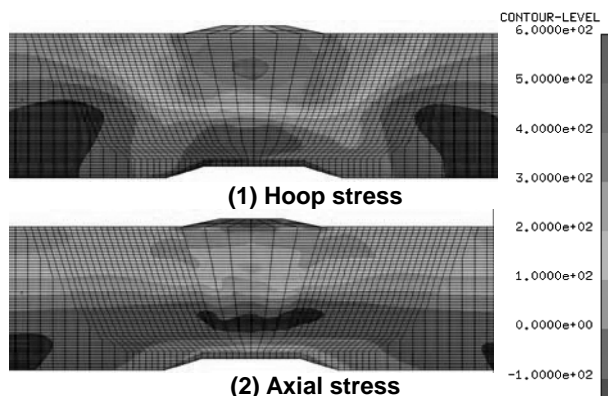 CONTOUR-LEVEL
6.0000e+02
5.0000e+02
4.0000e+02
3.0000e+02
(1) Hoop stress
2.0000e+02
1.0000e+02
0.0000e+00
-1.0000e+02
(2) Axial stress